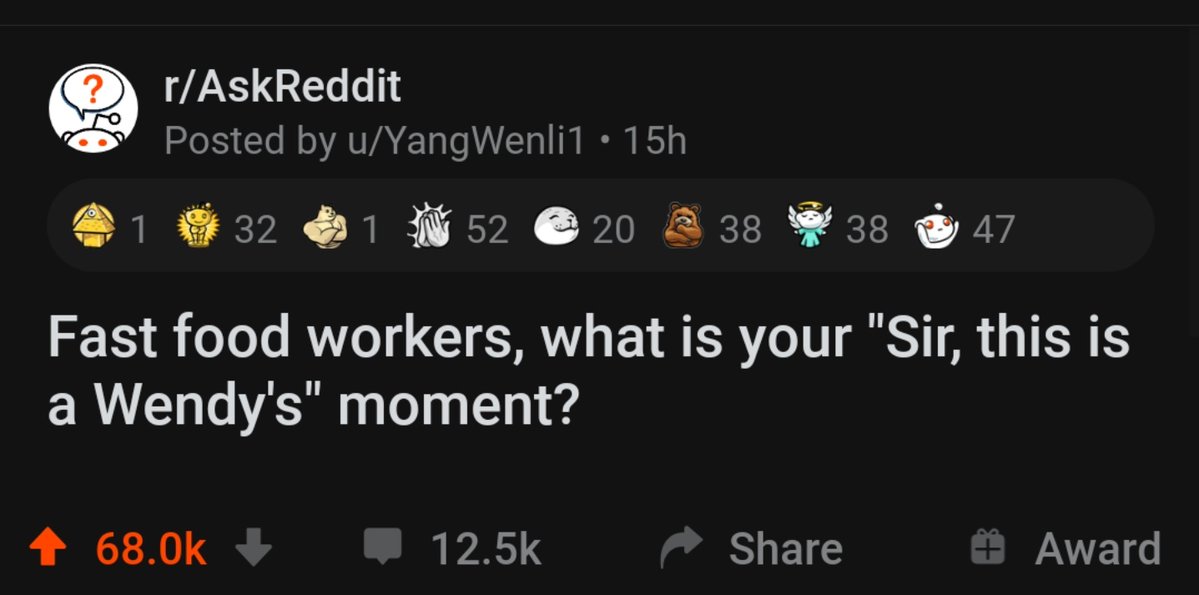 ?
r/AskReddit
Posted by u/YangWenli1 • 15h
1 32 1 52 20 38 38 47
Fast food workers, what is your "Sir, this is
a Wendy's" moment?
68.0k 12.5k Share Award